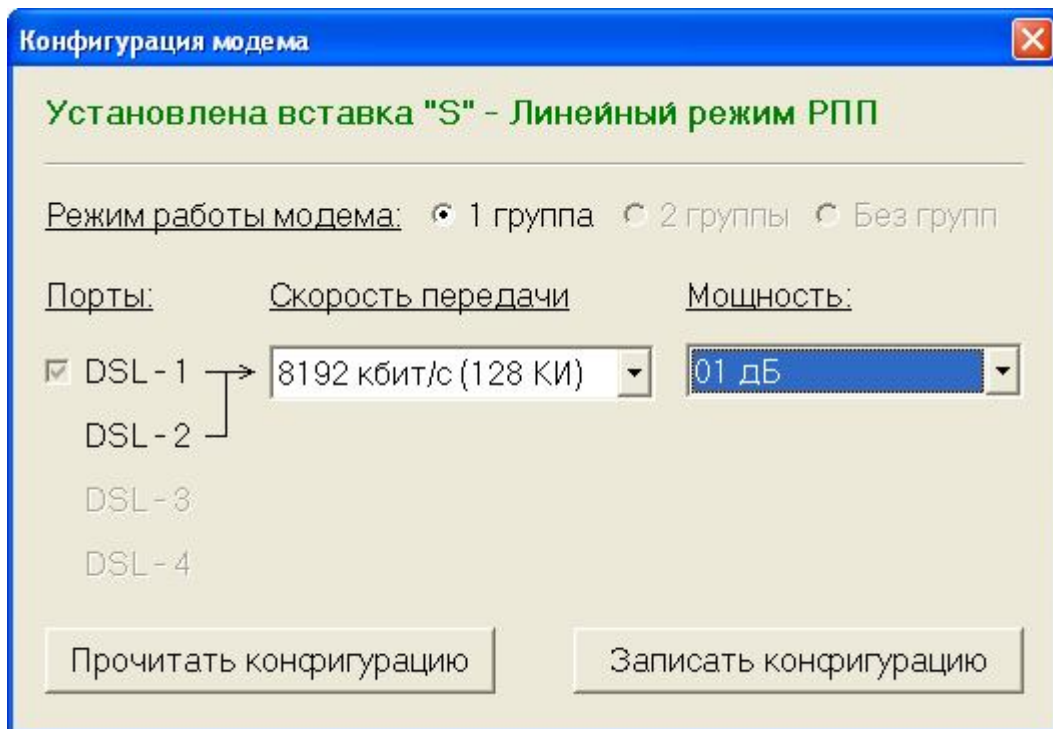 Конфигурация модема
Установлена вставка "S" - Линейный режим РПП
Режим работы модема: 1 группа 2 группы Без групп
Порты: Скорость передачи Мощность:
DSL - 1 8192 кбит/с (128 КИ) 01 дБ
DSL - 2
DSL - 3
DSL - 4
Прочитать конфигурацию Записать конфигурацию